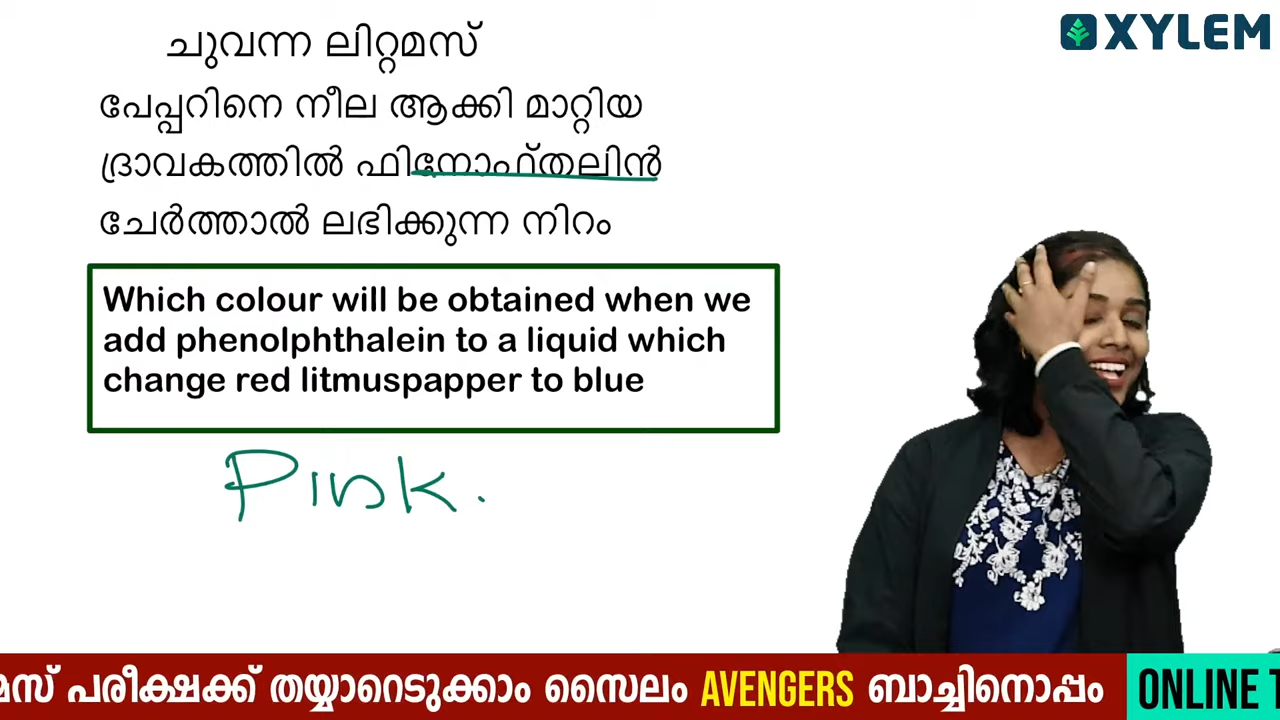 XYLEM
ചുവന്ന ലിറ്റമസ്
പേപ്പറിനെ നീല ആക്കി മാറ്റിയ
ദ്രാവകത്തിൽ ഫിനോഫ്തലിൻ
ചേർത്താൽ ലഭിക്കുന്ന നിറം
Which colour will be obtained when we
add phenolphthalein to a liquid which
change red litmuspapper to blue
Pink.
മസ് പരീക്ഷക്ക് തയ്യാറെടുക്കാം സൈലം AVENGERS ബാച്ചിനൊപ്പം ONLINE T